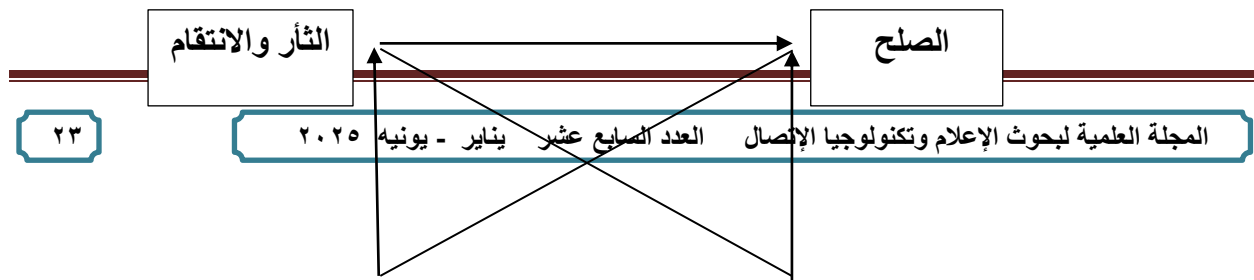 الصلح
الثأر والانتقام
المجلة العلمية لبحوث الإعلام وتكنولوجيا الإتصال العدد السابع عشر يناير - يونيه ٢٠٢٥
٢٣